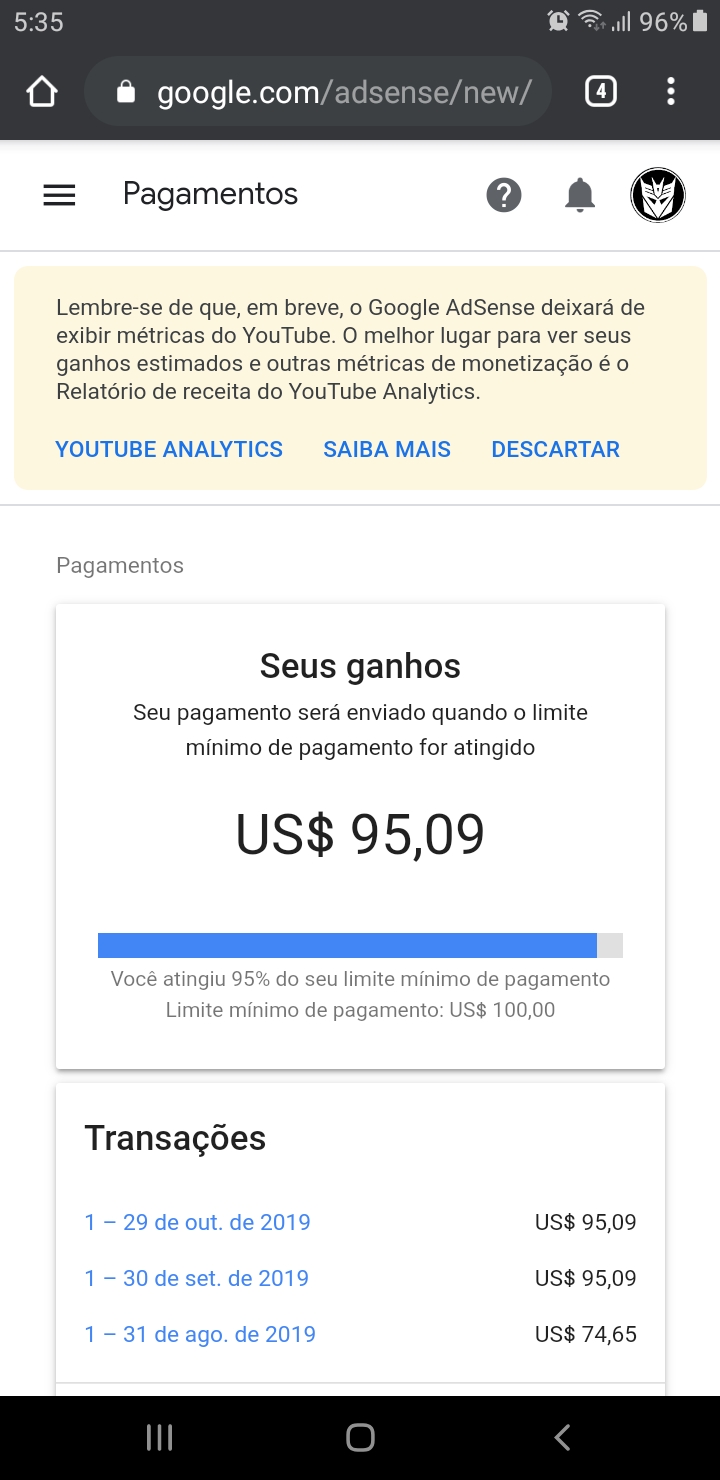 5:35
96%
google.com/adsense/new/
4
Pagamentos
Lembre-se de que, em breve, o Google AdSense deixará de
exibir métricas do YouTube. O melhor lugar para ver seus
ganhos estimados e outras métricas de monetização é o
Relatório de receita do YouTube Analytics.
YOUTUBE ANALYTICS SAIBA MAIS DESCARTAR
Pagamentos
Seus ganhos
Seu pagamento será enviado quando o limite
mínimo de pagamento for atingido
US$ 95,09
Você atingiu 95% do seu limite mínimo de pagamento
Limite mínimo de pagamento: US$ 100,00
Transações
1 – 29 de out. de 2019 US$ 95,09
1 – 30 de set. de 2019 US$ 95,09
1 – 31 de ago. de 2019 US$ 74,65